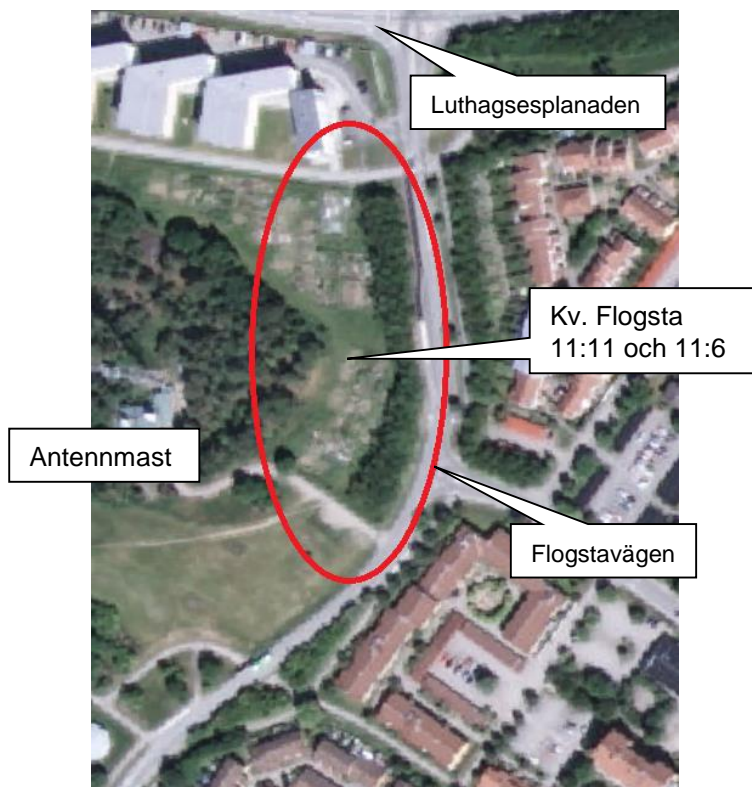 Luthagsesplanaden
Kv. Flogsta
11:11 och 11:6
Antennmast
Flogstavägen